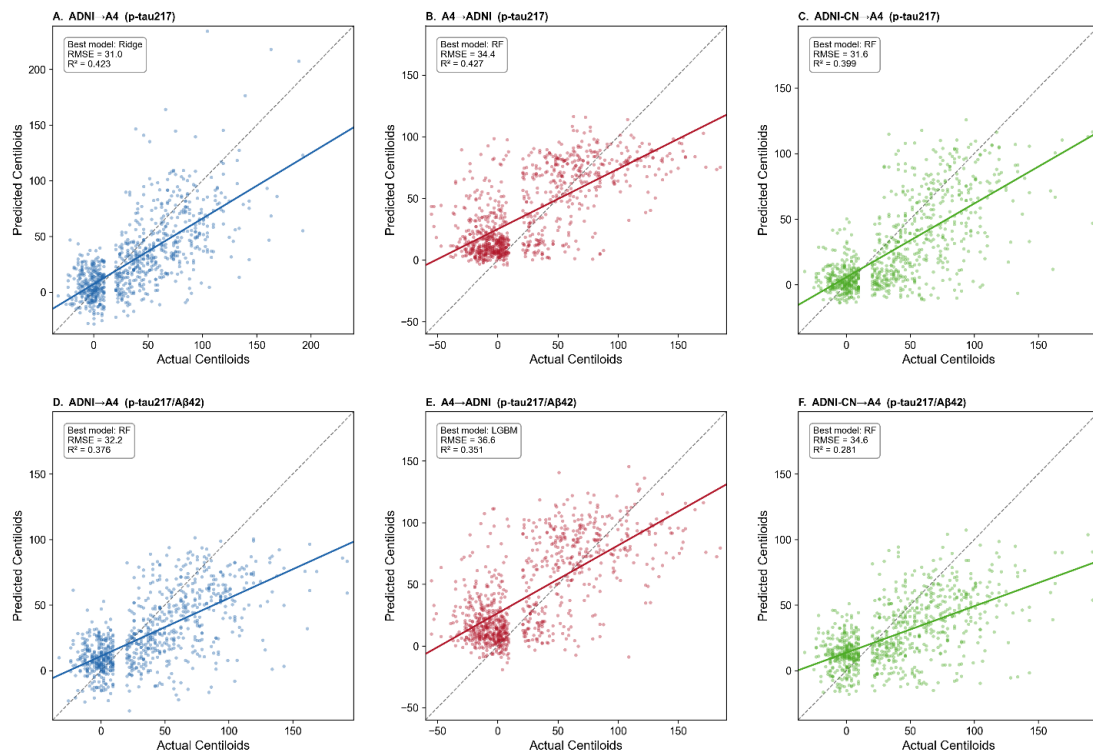 A. ADNI→A4 (p-tau217)
Best model: Ridge
RMSE = 31.0
R² = 0.423
200
150
100
50
0
0
50
100
150
200
Predicted Centiloids
Actual Centiloids
B. A4→ADNI (p-tau217)
Best model: RF
RMSE = 34.4
R² = 0.427
150
100
50
0
−50
−50
0
50
100
150
Predicted Centiloids
Actual Centiloids
C. ADNI-CN→A4 (p-tau217)
Best model: RF
RMSE = 31.6
R² = 0.399
150
100
50
0
0
50
100
150
Predicted Centiloids
Actual Centiloids
D. ADNI→A4 (p-tau217/Aβ42)
Best model: RF
RMSE = 32.2
R² = 0.376
150
100
50
0
0
50
100
150
Predicted Centiloids
Actual Centiloids
E. A4→ADNI (p-tau217/Aβ42)
Best model: LGBM
RMSE = 36.6
R² = 0.351
150
100
50
0
−50
−50
0
50
100
150
Predicted Centiloids
Actual Centiloids
F. ADNI-CN→A4 (p-tau217/Aβ42)
Best model: RF
RMSE = 34.6
R² = 0.281
150
100
50
0
0
50
100
150
Predicted Centiloids
Actual Centiloids